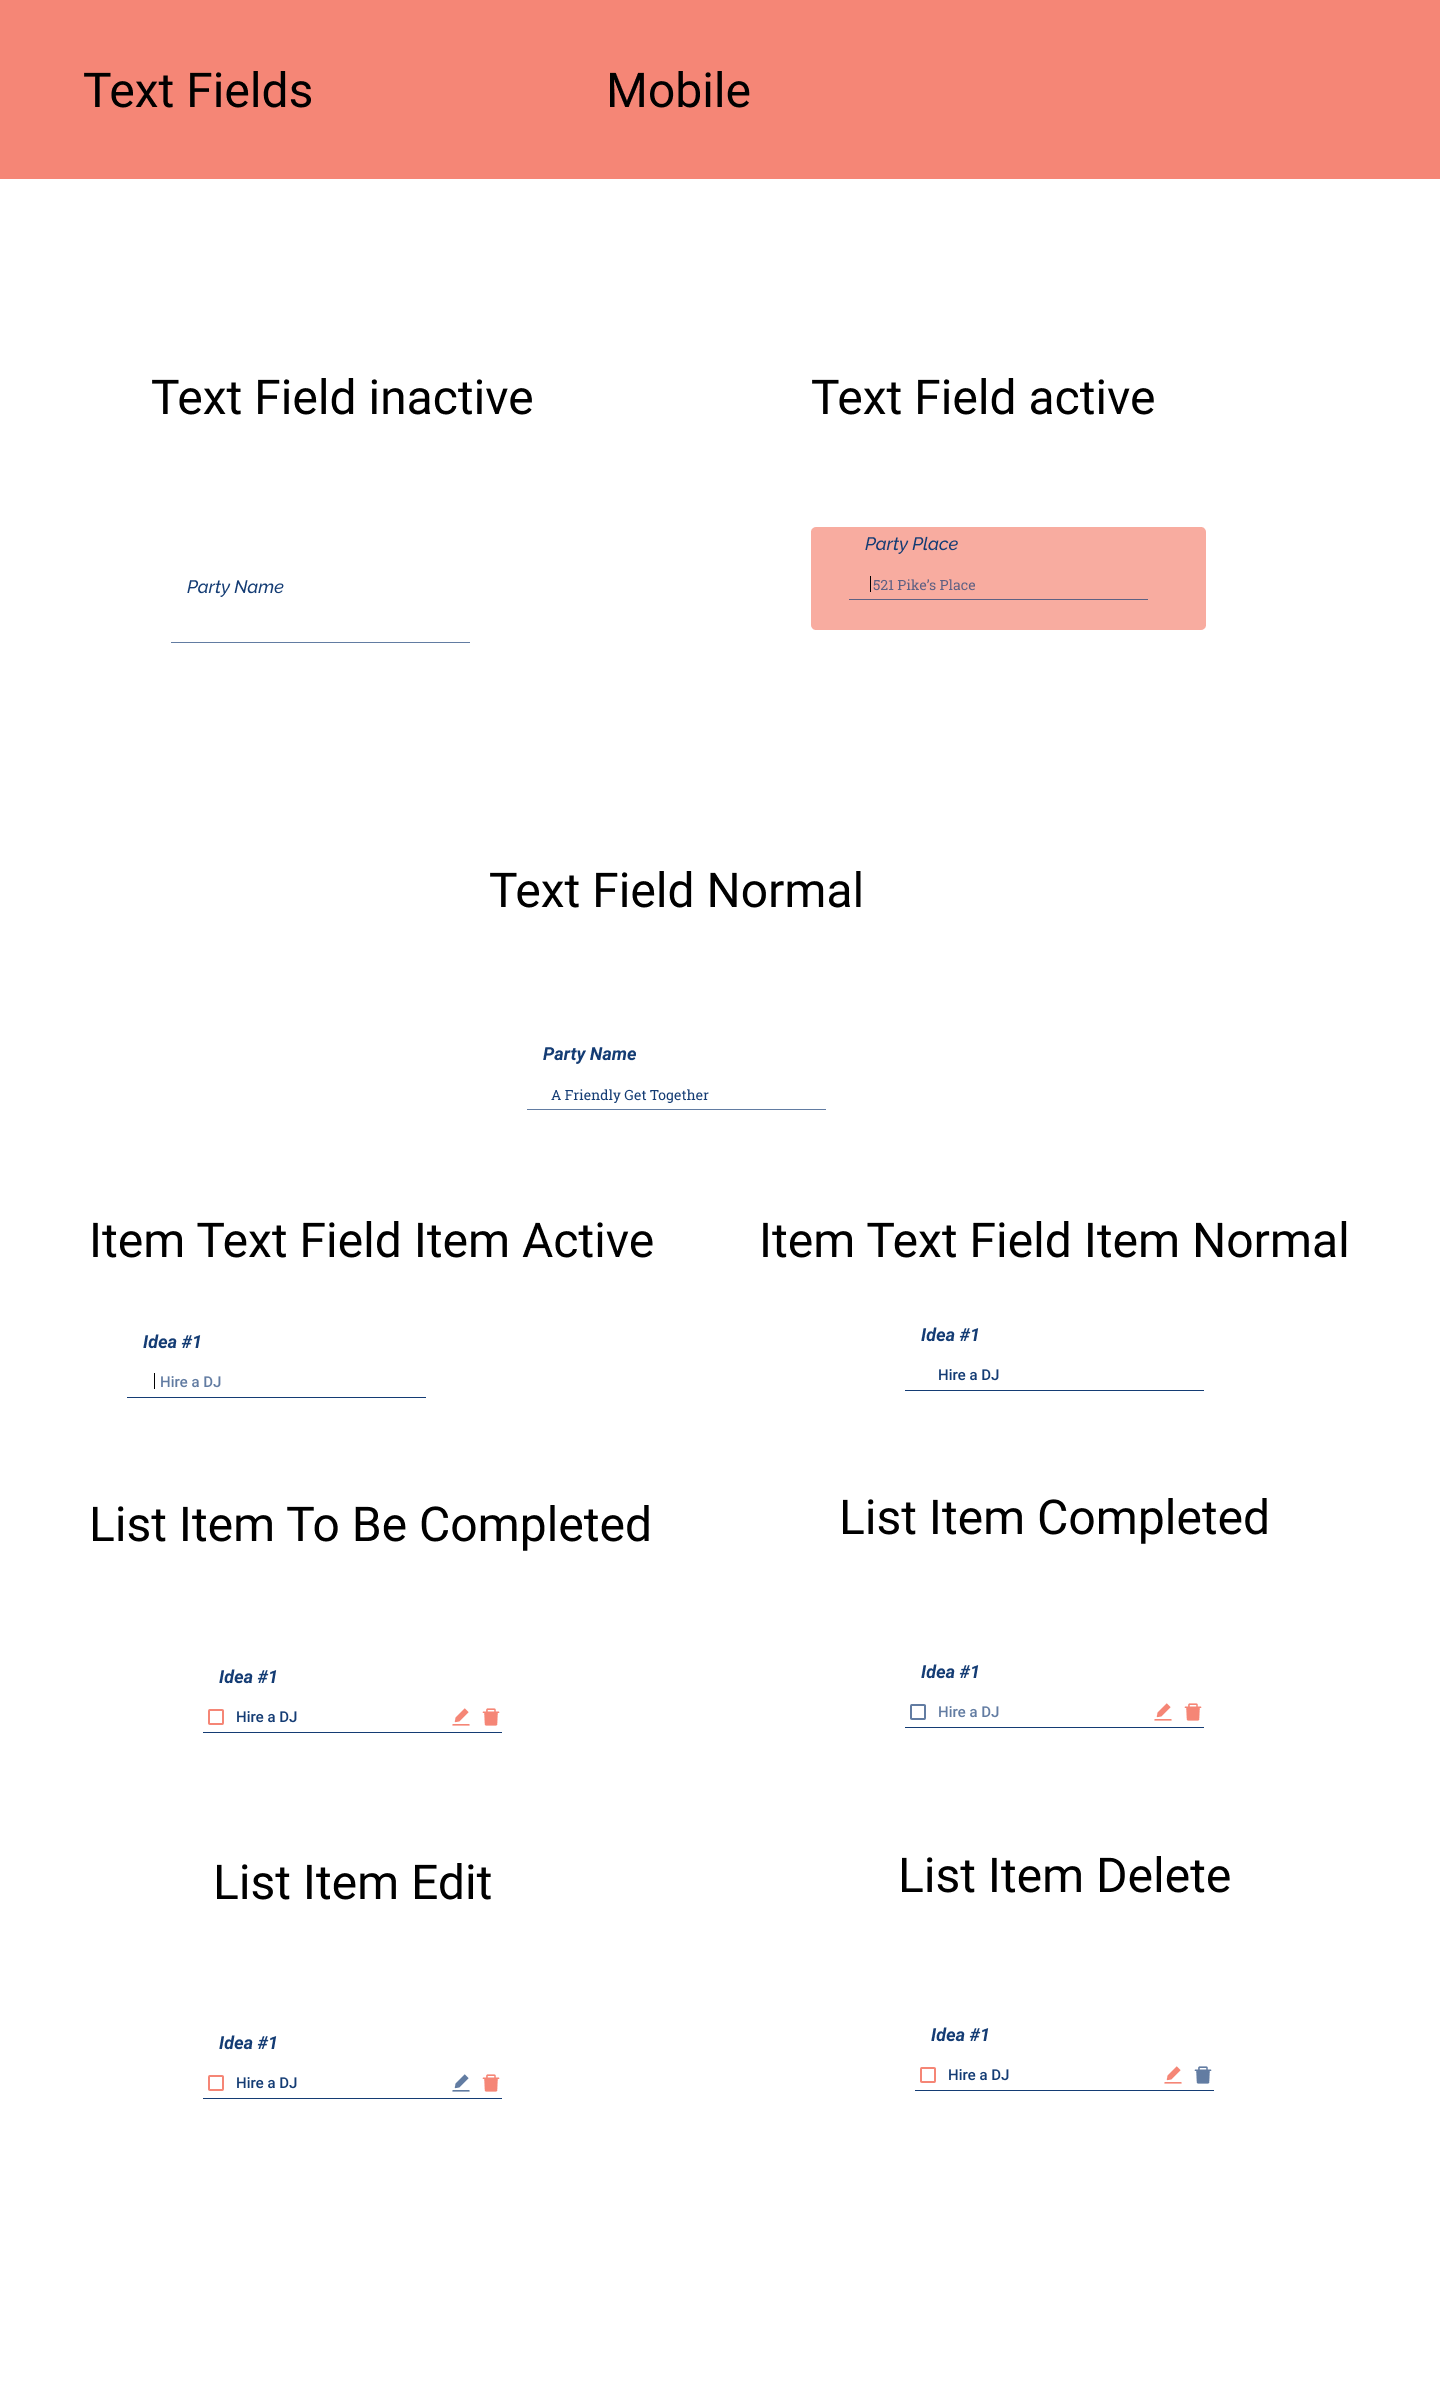 Text Fields
Mobile
Text Field inactive
Text Field active
Party Name
Party Place
521 Pike's Place
Text Field Normal
Party Name
A Friendly Get Together
Item Text Field Item Active
Item Text Field Item Normal
Idea #1
Hire a DJ
Idea #1
Hire a DJ
List Item To Be Completed
List Item Completed
Idea #1
Hire a DJ
Idea #1
Hire a DJ
List Item Edit
List Item Delete
Idea #1
Hire a DJ
Idea #1
Hire a DJ